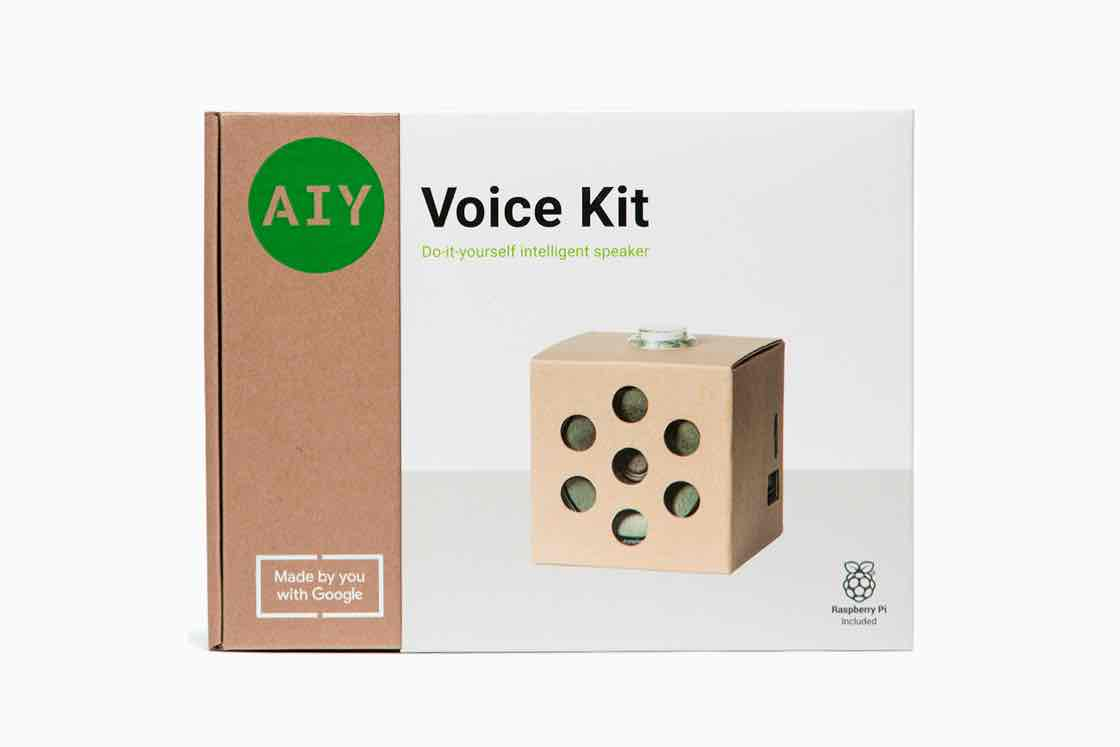 AIY
Voice Kit
Do-it-yourself intelligent speaker
Made by you
with Google
Raspberry Pi
Included